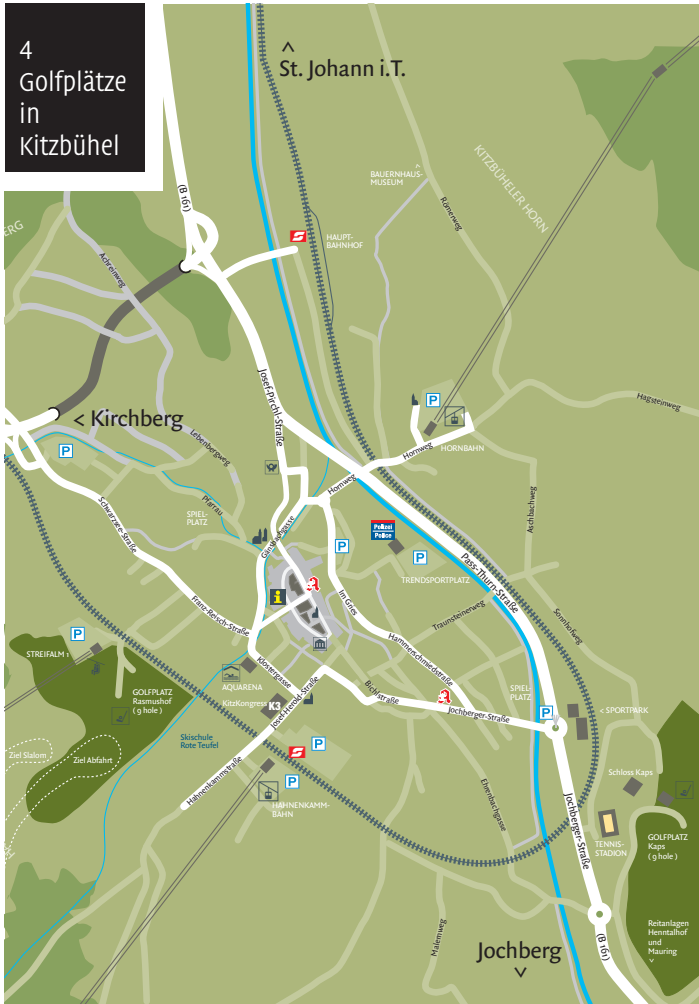 4
Golfplätze
in
Kitzbühel
^
St. Johann i.T.
BAUERNHAUS-
MUSEUM
Römerweg
KITZBÜHELER HORN
(B 161)
ERG
HAUPT-
BAHNHOF
Achrainweg
Josef-Pirchl-Straße
< Kirchberg
P
Hagsteinweg
HORNBAHN
Hornweg
P
Lebenbergweg
Pfarrau
SPIEL-
PLATZ
Hornweg
Aschbachweg
Schwarzsee-Straße
Gänsbachgasse
Polizei
Police
P
P
TRENDSPORTPLATZ
Pass-Thurn-Straße
i
Im Gries
Traunsteinerweg
Sonnhofweg
Franz-Reisch-Straße
Hammerschmiedstraße
P
STREIFALM 1
Klostergasse
AQUARENA
GOLFPLATZ
Rasmushof
( 9 hole )
KitzKongress
K3
Josef-Herold-Straße
Bichlstraße
Jochberger-Straße
SPIEL-
PLATZ
P
< SPORTPARK
Skischule
Rote Teufel
P
Ziel Slalom
Ziel Abfahrt
P
Hahnenkammstraße
HAHNENKAMM-
BAHN
Ehrenbachgasse
Schloss Kaps
Jochberger-Straße
TENNIS-
STADION
GOLFPLATZ
Kaps
( 9 hole )
Malernweg
Jochberg
(B 161)
Reitanlagen
Henntalhof
und
Mauring